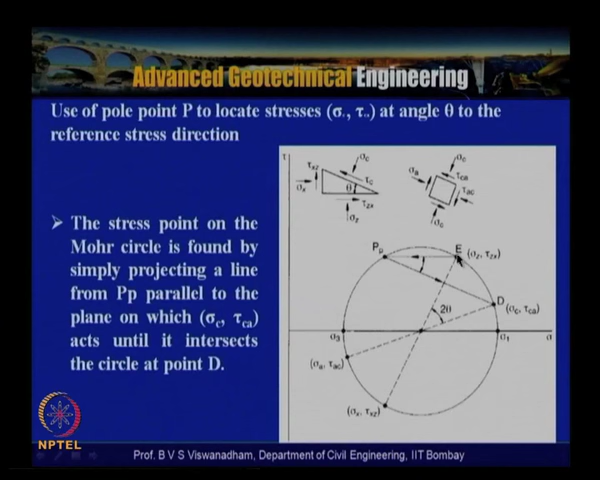 Advanced Geotechnical Engineering
Use of pole point P to locate stresses (σ , τ ) at angle θ to the
reference stress direction
➢ The stress point on the
Mohr circle is found by
simply projecting a line
from Pp parallel to the
plane on which (σc, τca)
acts until it intersects
the circle at point D.
τ
τxz
σc
τc
σx
θ
τzx
σz
σc
σa
τca
τac
σc
Pp
E (σz, τzx)
2θ
D (σc, τca)
σ3
σ1
σ
(σa, τac)
(σx, τxz)
NPTEL
Prof. B V S Viswanadham, Department of Civil Engineering, IIT Bombay